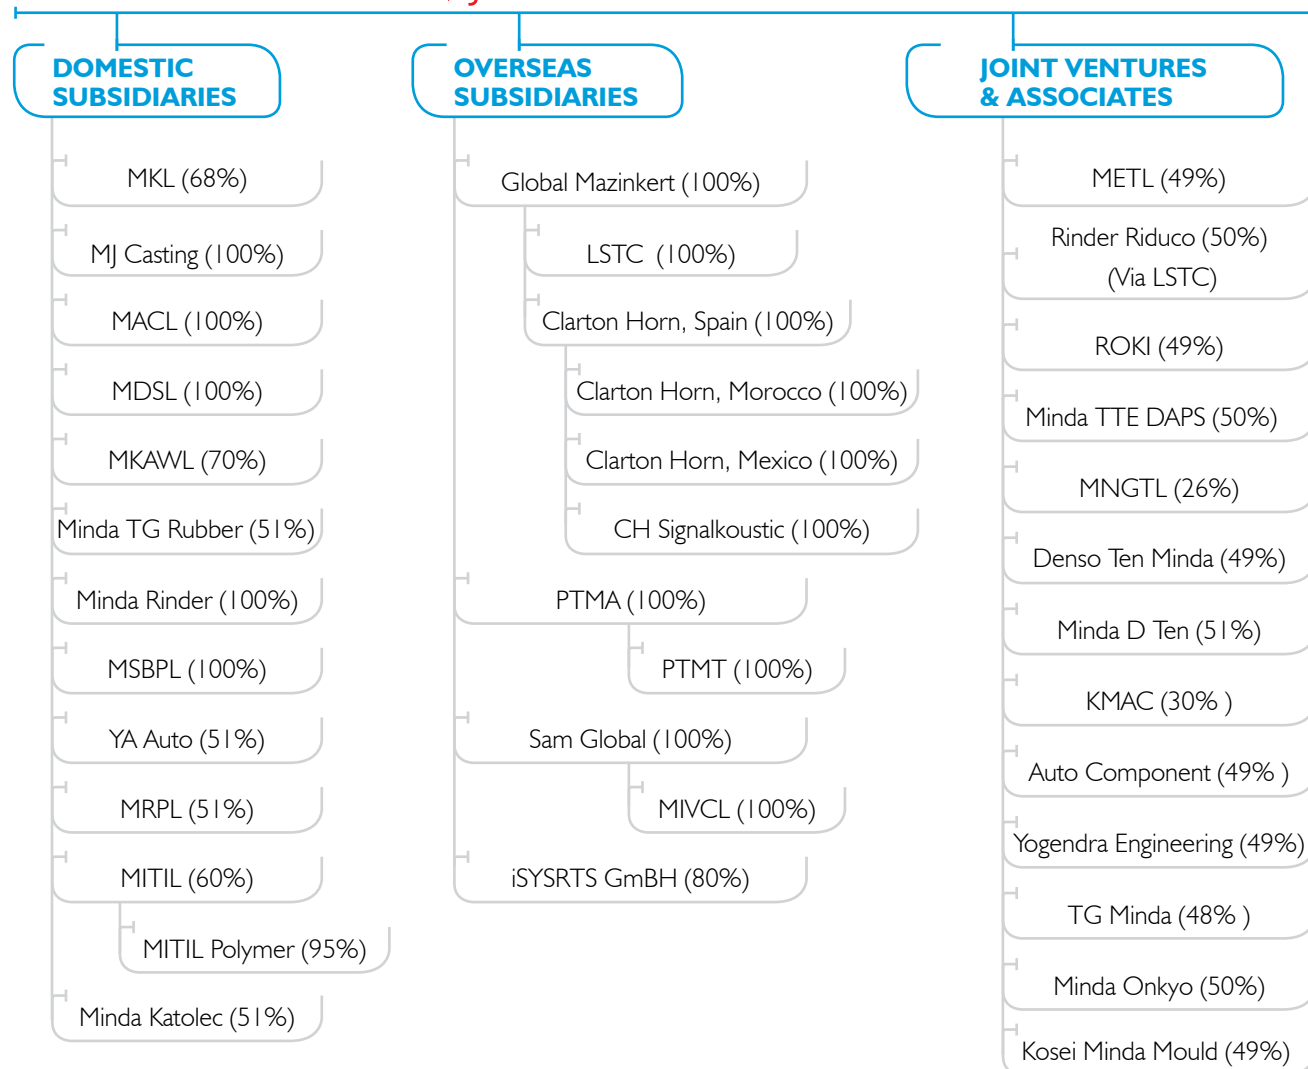 DOMESTIC
SUBSIDIARIES
MKL (68%)
MJ Casting (100%)
MACL (100%)
MDSL (100%)
MKAWL (70%)
Minda TG Rubber (51%)
Minda Rinder (100%)
MSBPL (100%)
YA Auto (51%)
MRPL (51%)
MITIL (60%)
MITIL Polymer (95%)
Minda Katolec (51%)
OVERSEAS
SUBSIDIARIES
Global Mazinkert (100%)
LSTC (100%)
Clarton Horn, Spain (100%)
Clarton Horn, Morocco (100%)
Clarton Horn, Mexico (100%)
CH Signalkoustic (100%)
PTMA (100%)
PTMT (100%)
Sam Global (100%)
MIVCL (100%)
iSYSRTS GmBH (80%)
JOINT VENTURES
& ASSOCIATES
METL (49%)
Rinder Riduco (50%)
(Via LSTC)
ROKI (49%)
Minda TTE DAPS (50%)
MNGTL (26%)
Denso Ten Minda (49%)
Minda D Ten (51%)
KMAC (30% )
Auto Component (49% )
Yogendra Engineering (49%)
TG Minda (48% )
Minda Onkyo (50%)
Kosei Minda Mould (49%)